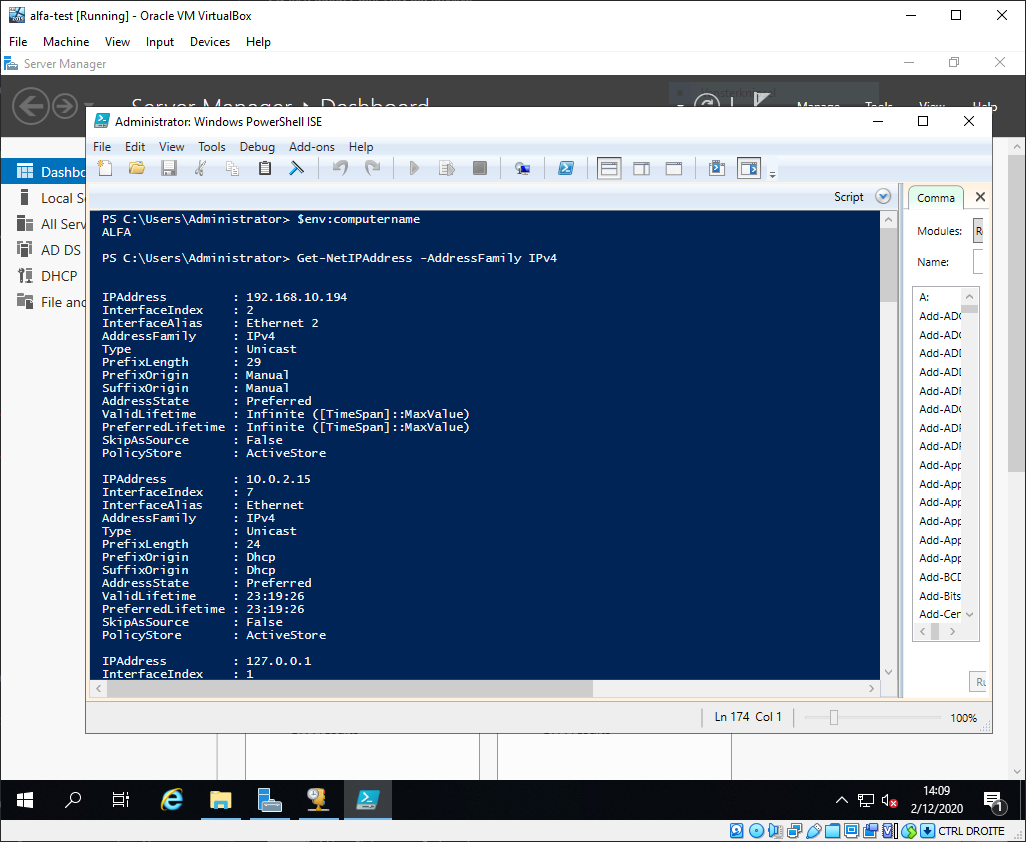 alfa-test [Running] - Oracle VM VirtualBox
File Machine View Input Devices Help
Server Manager
Server Manager Dashboard
Manage Tools View Help
Administrator: Windows PowerShell ISE
File Edit View Tools Debug Add-ons Help
Dashbo
Local S
All Serv
AD DS
DHCP
File and
Script
Comma
Modules:
Name:
A:
Add-ADC
Add-ADC
Add-ADD
Add-ADD
Add-ADF
Add-ADG
Add-ADP
Add-ADP
Add-App
Add-App
Add-App
Add-App
Add-App
Add-App
Add-BCD
Add-Bits
Add-Cer
Ru
PS C:\Users\Administrator> $env:computername
ALFA
PS C:\Users\Administrator> Get-NetIPAddress -AddressFamily IPv4
IPAddress : 192.168.10.194
InterfaceIndex : 2
InterfaceAlias : Ethernet 2
AddressFamily : IPv4
Type : Unicast
PrefixLength : 29
PrefixOrigin : Manual
SuffixOrigin : Manual
AddressState : Preferred
ValidLifetime : Infinite ([TimeSpan]::MaxValue)
PreferredLifetime : Infinite ([TimeSpan]::MaxValue)
SkipAsSource : False
PolicyStore : ActiveStore
IPAddress : 10.0.2.15
InterfaceIndex : 7
InterfaceAlias : Ethernet
AddressFamily : IPv4
Type : Unicast
PrefixLength : 24
PrefixOrigin : Dhcp
SuffixOrigin : Dhcp
AddressState : Preferred
ValidLifetime : 23:19:26
PreferredLifetime : 23:19:26
SkipAsSource : False
PolicyStore : ActiveStore
IPAddress : 127.0.0.1
InterfaceIndex : 1
Ln 174 Col 1
100%
14:09
2/12/2020
1
CTRL DROITE